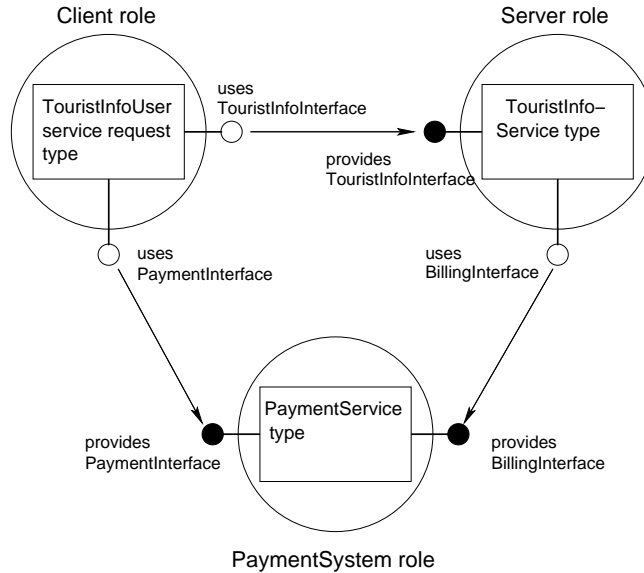 Client role
Server role
TouristInfoUser
service request
type
uses
TouristInfoInterface
TouristInfo–
Service type
provides
TouristInfoInterface
uses
PaymentInterface
uses
BillingInterface
PaymentService
type
provides
PaymentInterface
provides
BillingInterface
PaymentSystem role